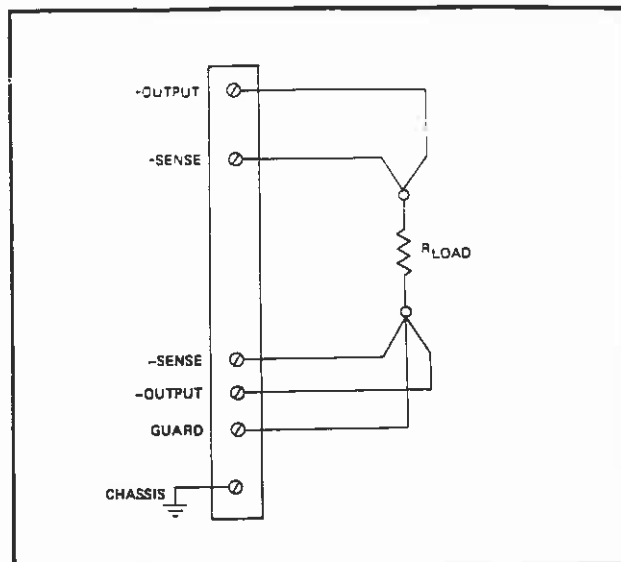 -OUTPUT
-SENSE
RLOAD
-SENSE
-OUTPUT
GUARD
CHASSIS